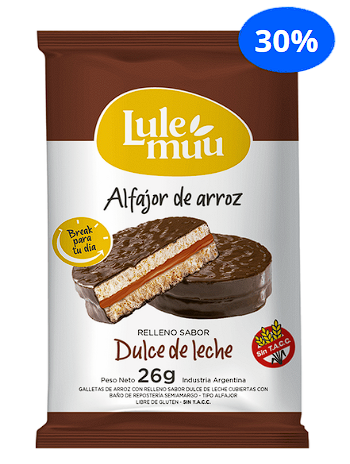 30%
Lule
muu
Alfajor de arroz
Break
para
tu día
RELLENO SABOR
Dulce de leche
Peso Neto 26g Industria Argentina
GALLETAS DE ARROZ CON RELLENO SABOR DULCE DE LECHE CUBIERTAS CON
BAÑO DE REPOSTERÍA SEMIAMARGO - TIPO ALFAJOR
LIBRE DE GLUTEN - SIN T.A.C.C.
Sin T.A.C.C.